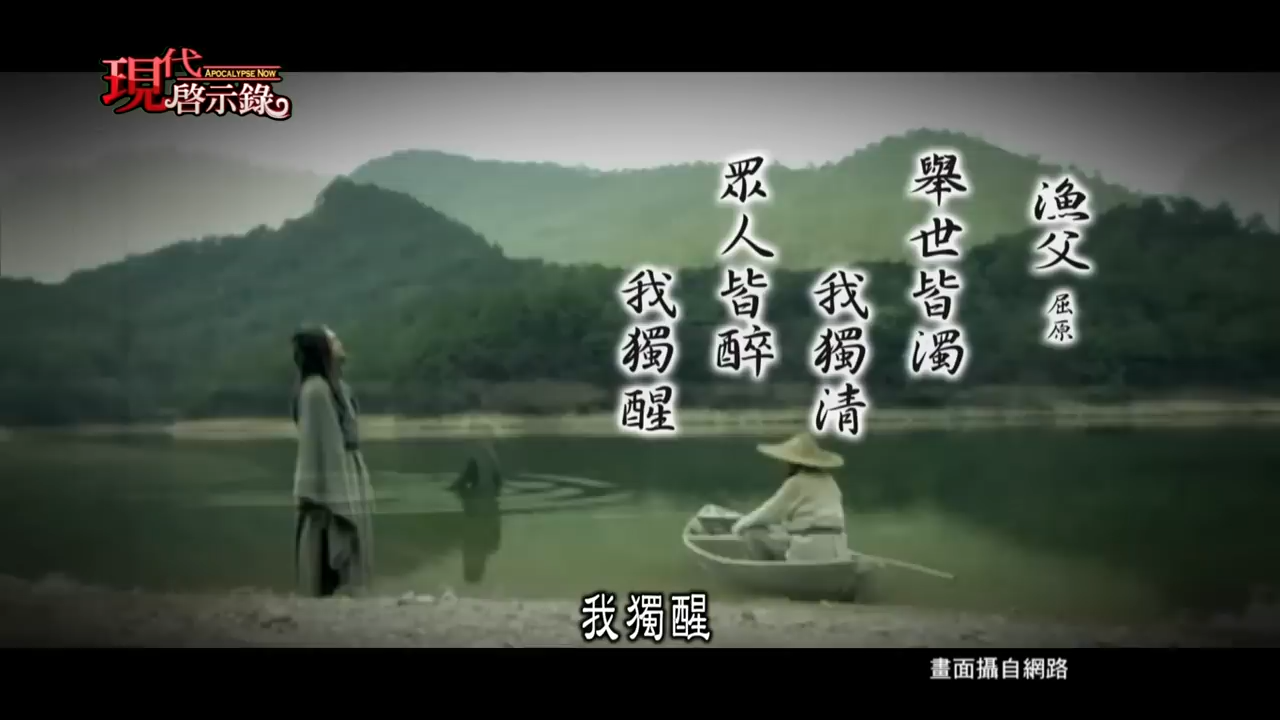 現代
APOCALYPSE NOW
啓示錄
漁父 屈原
舉世皆濁
我獨清
眾人皆醉
我獨醒
我獨醒
畫面攝自網路